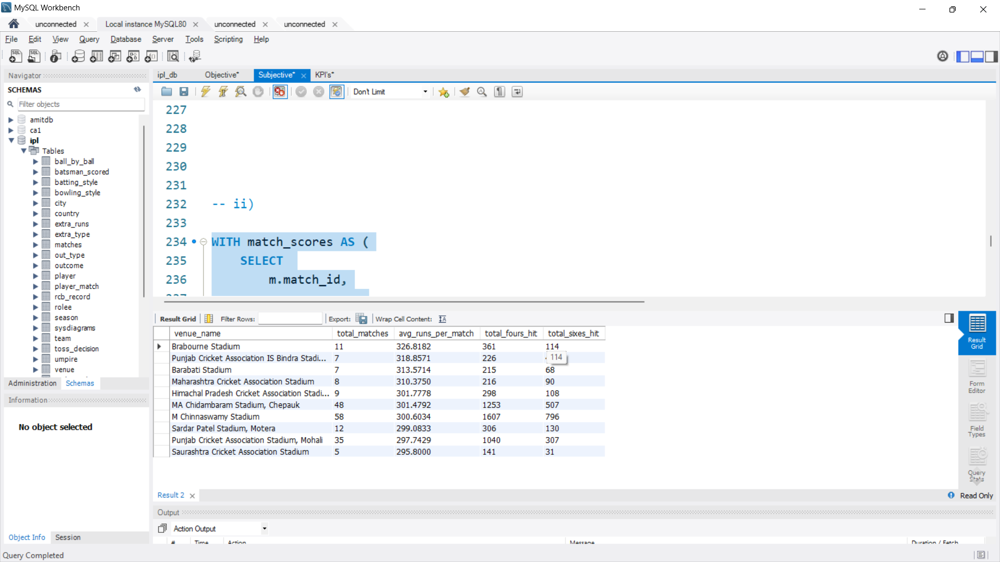 MySQL Workbench
unconnected Local instance MySQL80 unconnected unconnected
File Edit View Query Database Server Tools Scripting Help
Navigator
SCHEMAS
Filter objects
amitdb
ca1
ipl
Tables
ball_by_ball
batsman_scored
batting_style
bowling_style
city
country
extra_runs
extra_type
matches
out_type
outcome
player
player_match
rcb_record
rolee
season
sysdiagrams
team
toss_decision
umpire
venue
Administration Schemas
Information
No object selected
Object Info Session
ipl_db Objective* Subjective* KPI's*
Don't Limit
227
228
229
230
231
232 -- ii)
233
234 WITH match_scores AS (
235 SELECT
236 m.match_id,
237
Result Grid Filter Rows: Export: Wrap Cell Content:
venue_name total_matches avg_runs_per_match total_fours_hit total_sixes_hit
Brabourne Stadium 11 326.8182 361 114
Punjab Cricket Association IS Bindra Stadi... 7 318.8571 226
114
Barabati Stadium 7 313.5714 215 68
Maharashtra Cricket Association Stadium 8 310.3750 216 90
Himachal Pradesh Cricket Association Stadi... 9 301.7778 298 108
MA Chidambaram Stadium, Chepauk 48 301.4792 1253 507
M Chinnaswamy Stadium 58 300.6034 1607 796
Sardar Patel Stadium, Motera 12 299.0833 306 130
Punjab Cricket Association Stadium, Mohali 35 297.7429 1040 307
Saurashtra Cricket Association Stadium 5 295.8000 141 31
Result Grid
Form Editor
Field Types
Query Stats
Result 2
Read Only
Output
Action Output
# Time Action Message Duration / Fetch
Query Completed